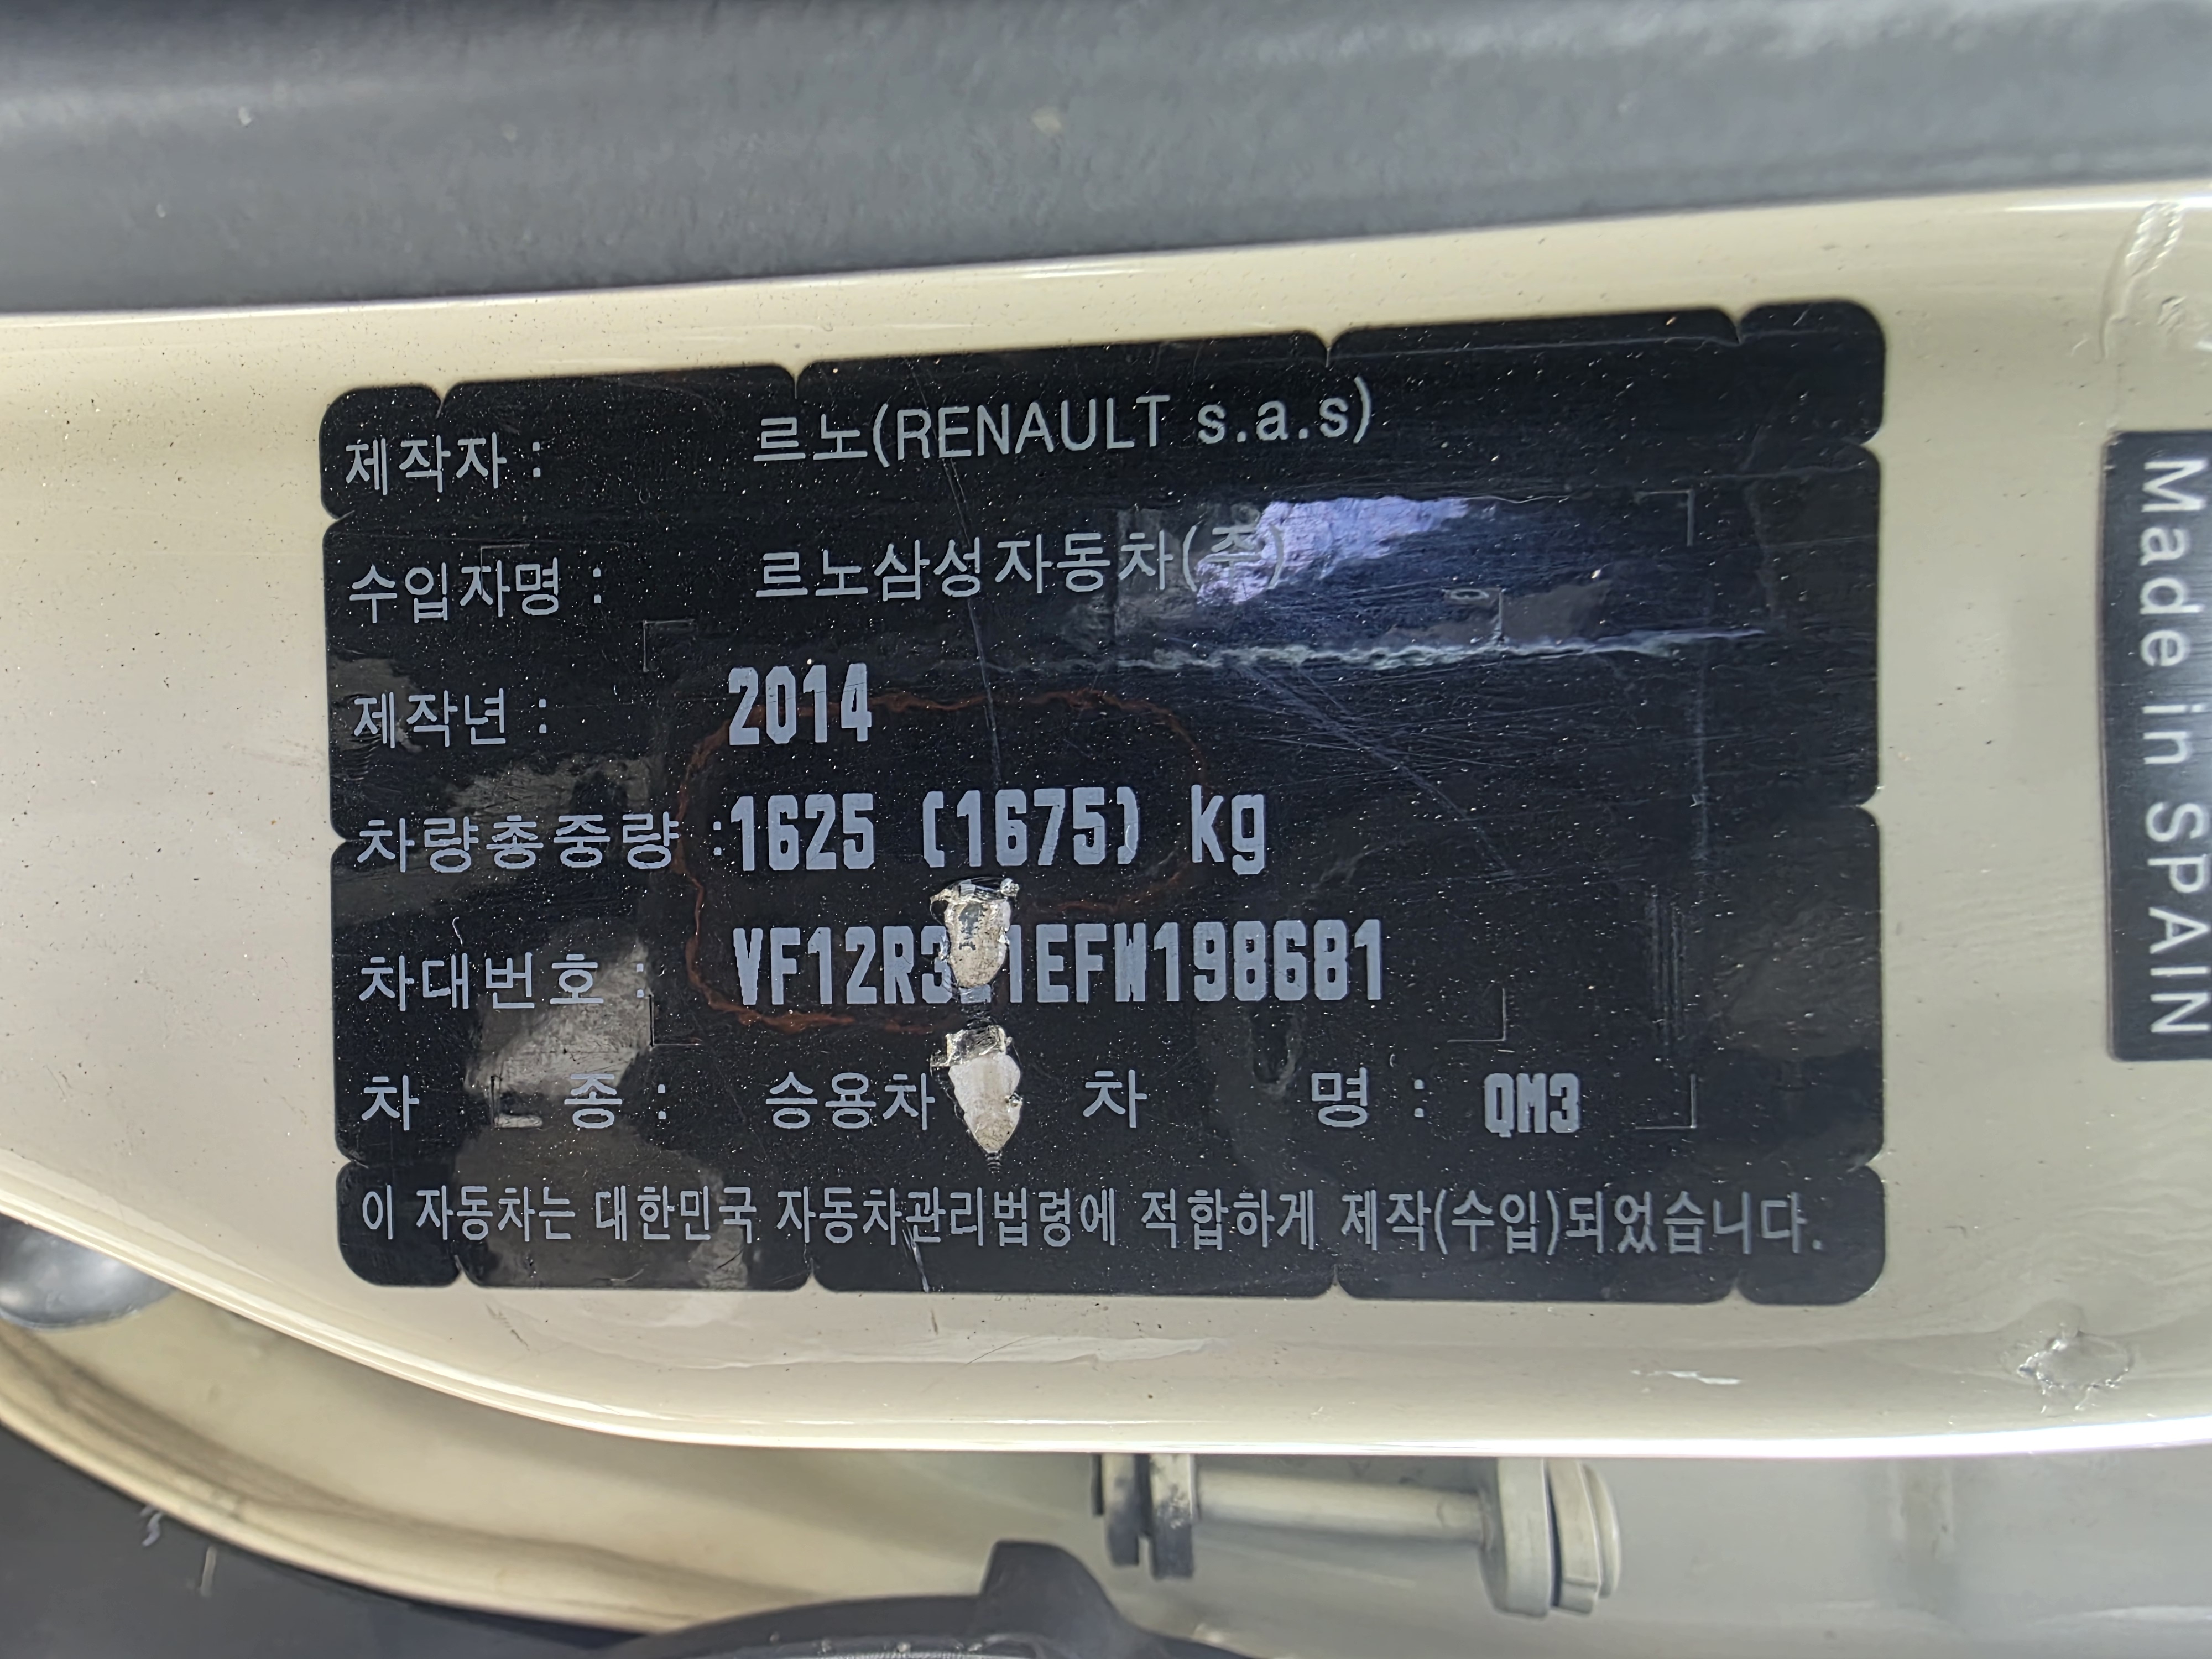 제작자 : 르노(RENAULT s.a.s)
수입자명 : 르노삼성자동차(주)
제작년 : 2014
차량총중량 : 1625 (1675) kg
차대번호 :
차 종 : 승용차 차 명 : QM3
이 자동차는 대한민국 자동차관리법령에 적합하게 제작(수입)되었습니다.
Made in SPAIN